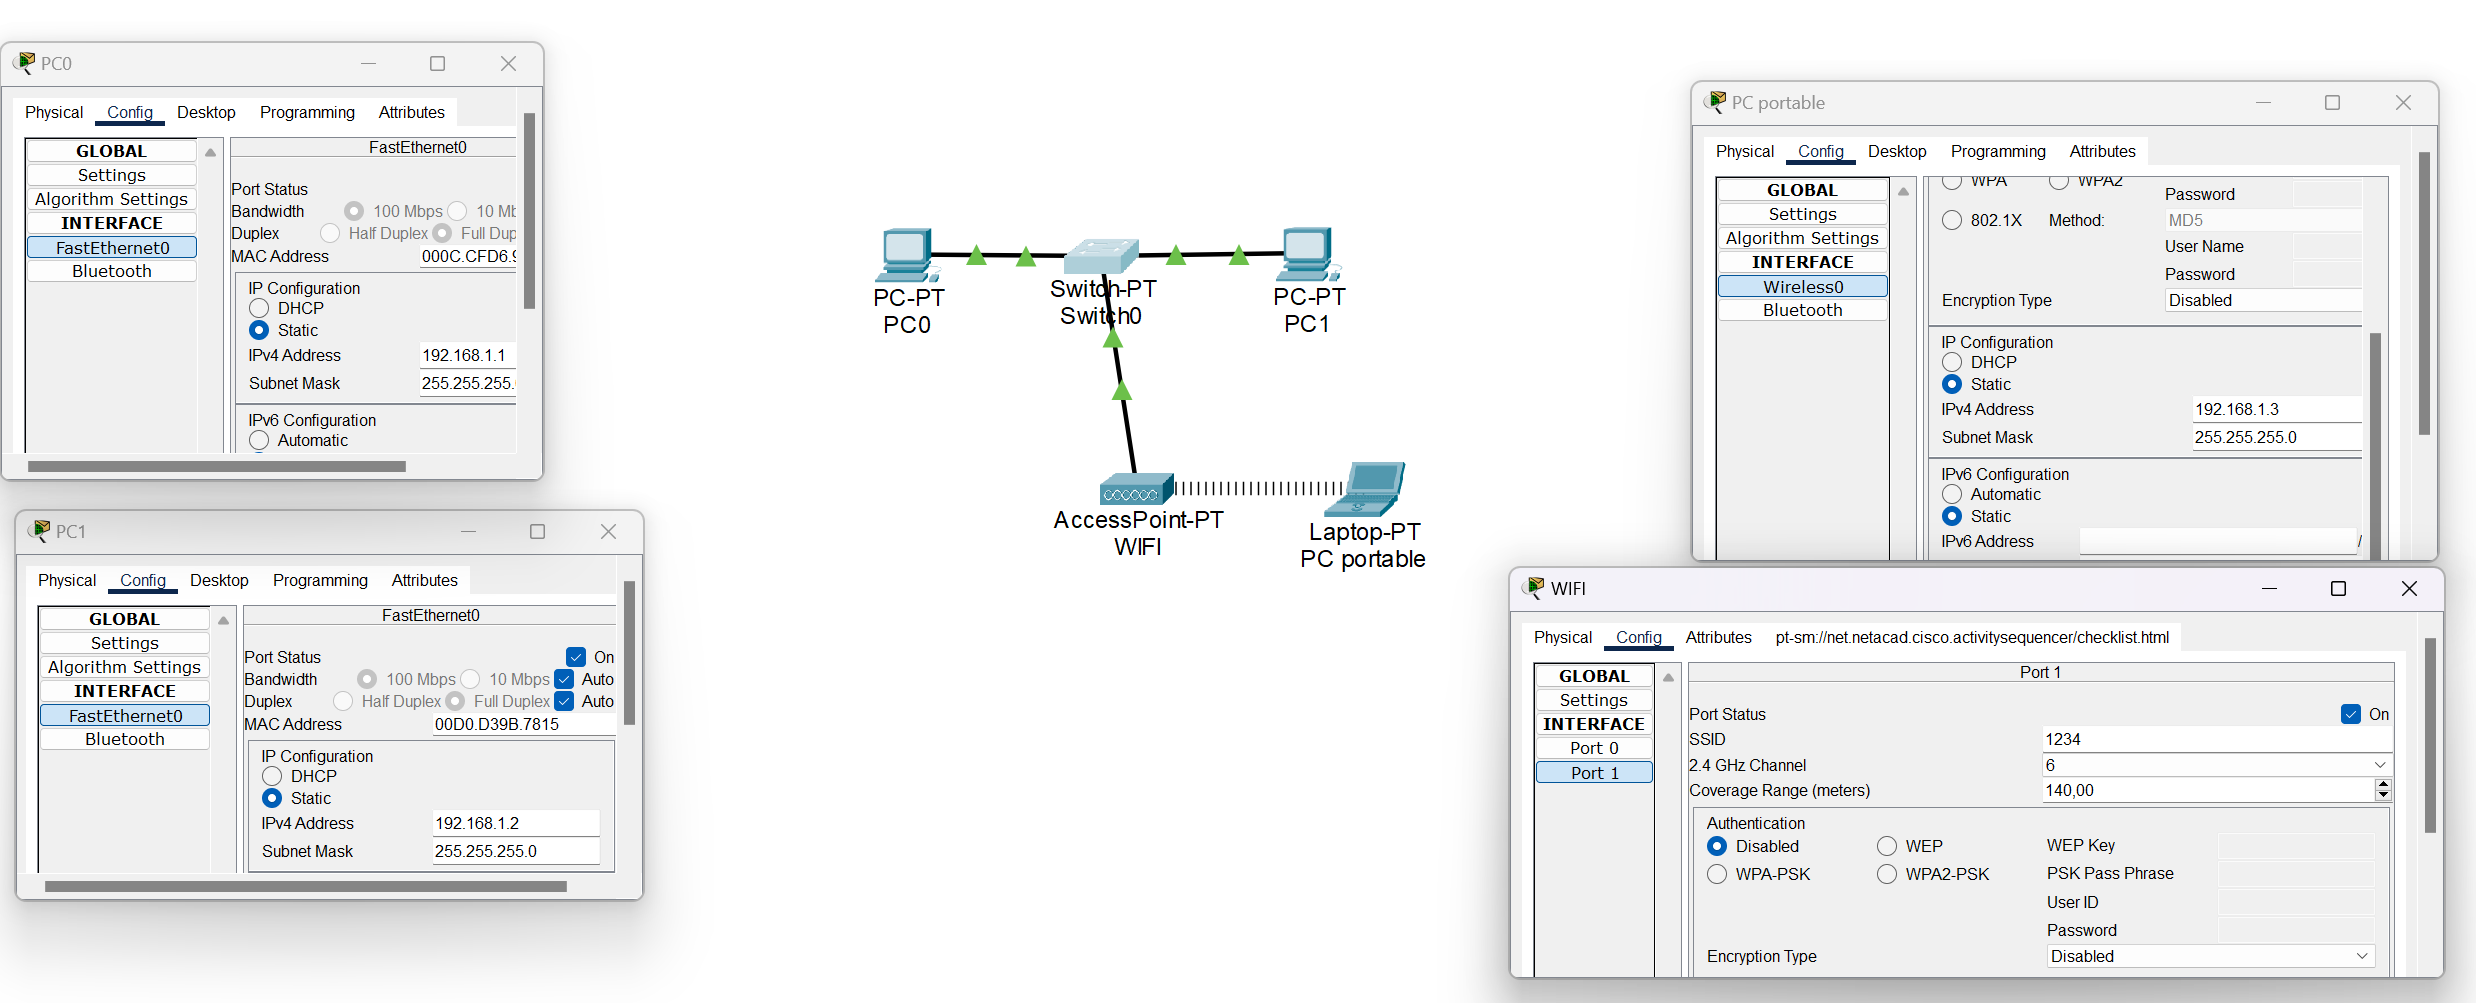 PC0
Physical Config Desktop Programming Attributes
GLOBAL
Settings
Algorithm Settings
INTERFACE
FastEthernet0
Bluetooth
FastEthernet0
Port Status
Bandwidth 100 Mbps 10 Mb
Duplex Half Duplex Full Dup
MAC Address 000C.CFD6.9
IP Configuration
DHCP
Static
IPv4 Address 192.168.1.1
Subnet Mask 255.255.255.
IPv6 Configuration
Automatic
PC1
Physical Config Desktop Programming Attributes
GLOBAL
Settings
Algorithm Settings
INTERFACE
FastEthernet0
Bluetooth
FastEthernet0
Port Status On
Bandwidth 100 Mbps 10 Mbps Auto
Duplex Half Duplex Full Duplex Auto
MAC Address 00D0.D39B.7815
IP Configuration
DHCP
Static
IPv4 Address 192.168.1.2
Subnet Mask 255.255.255.0
PC-PT
PC0
Switch-PT
Switch0
PC-PT
PC1
AccessPoint-PT
WIFI
Laptop-PT
PC portable
PC portable
Physical Config Desktop Programming Attributes
GLOBAL
Settings
Algorithm Settings
INTERFACE
Wireless0
Bluetooth
WPA WPA2
Password
802.1X Method: MD5
User Name
Password
Encryption Type Disabled
IP Configuration
DHCP
Static
IPv4 Address 192.168.1.3
Subnet Mask 255.255.255.0
IPv6 Configuration
Automatic
Static
IPv6 Address /
WIFI
Physical Config Attributes pt-sm://net.netacad.cisco.activitysequencer/checklist.html
GLOBAL
Settings
INTERFACE
Port 0
Port 1
Port 1
Port Status On
SSID 1234
2.4 GHz Channel 6
Coverage Range (meters) 140,00
Authentication
Disabled WEP WEP Key
WPA-PSK WPA2-PSK PSK Pass Phrase
User ID
Password
Encryption Type Disabled